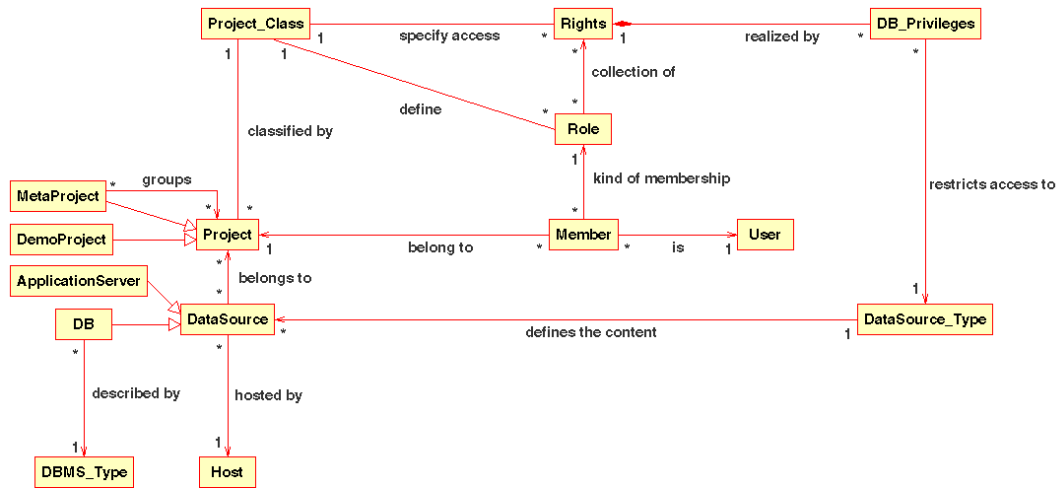 Project_Class
Rights
DB_Privileges
1
specify access
*
1
realized by
*
1
1
*
collection of
define
*
*
Role
classified by
1
groups
kind of membership
MetaProject
*
restricts access to
*
*
*
DemoProject
Project
Member
User
1
belong to
*
*
is
1
*
belongs to
ApplicationServer
*
1
DB
DataSource
DataSource_Type
*
defines the content
1
*
*
described by
hosted by
1
1
DBMS_Type
Host